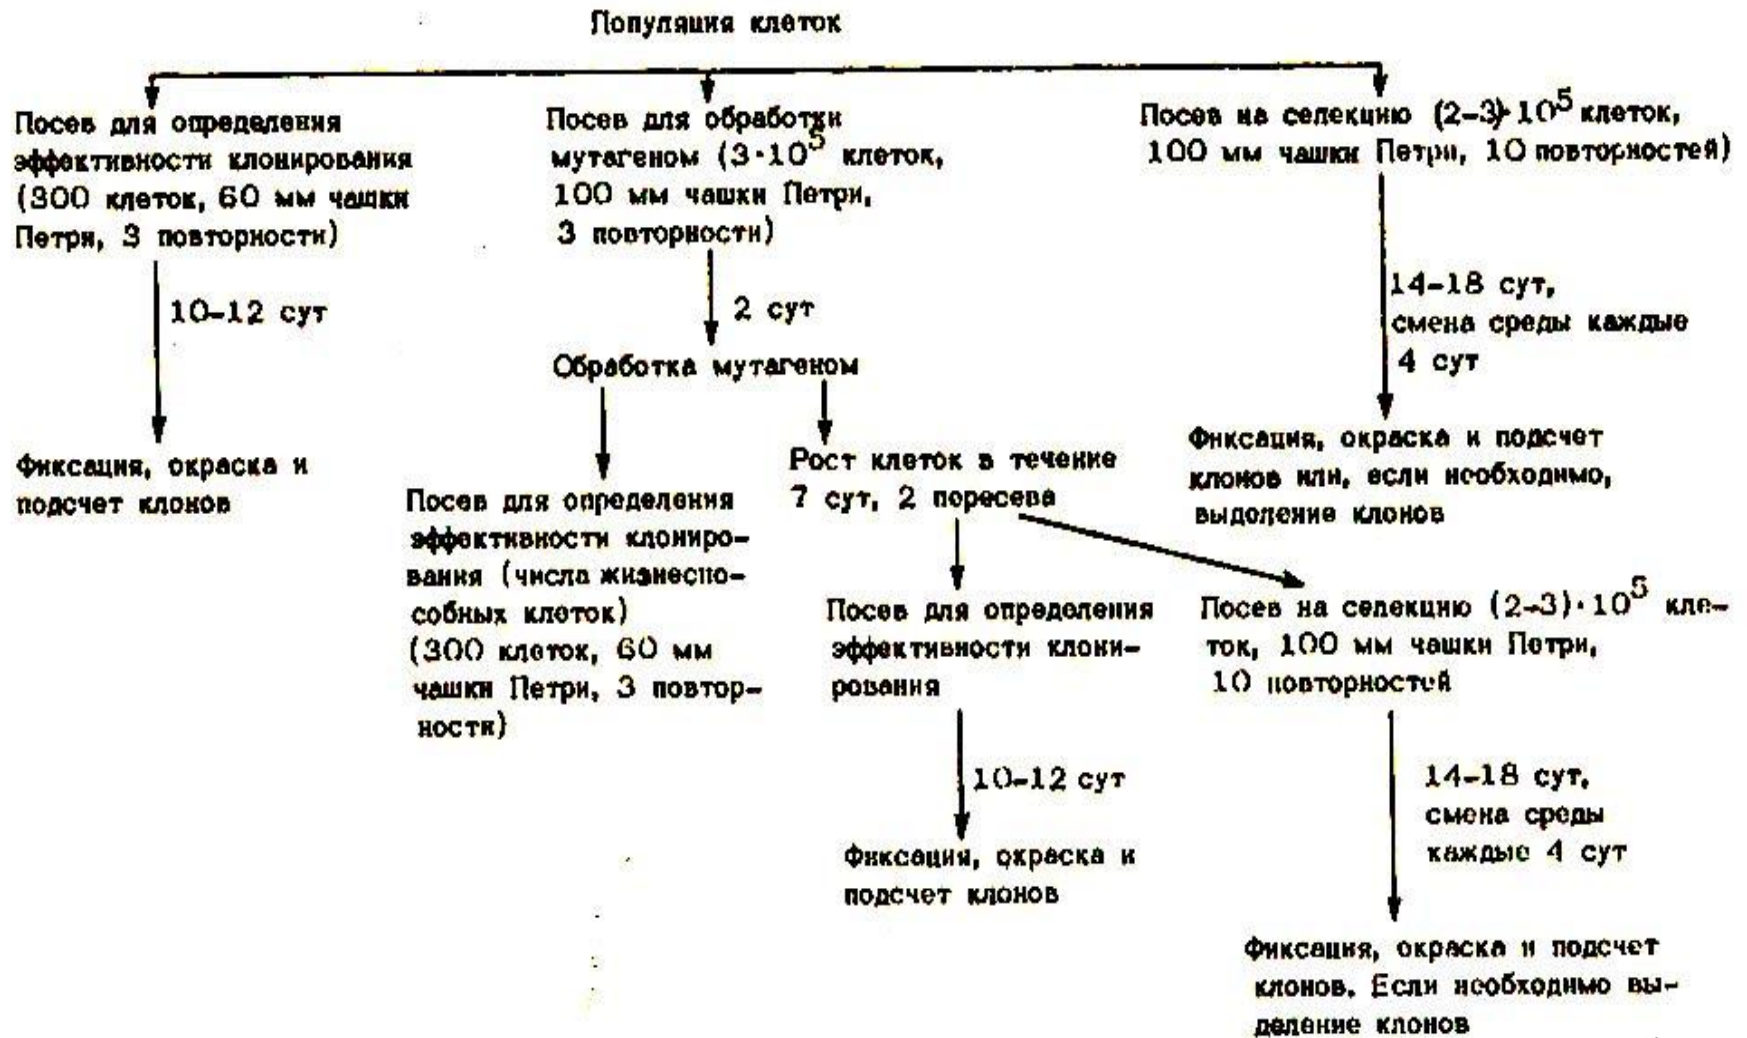 Популяция клеток
Посев для определения
эффективности клонирования
(300 клеток, 60 мм чашки
Петри, 3 повторности)
10-12 сут
Фиксация, окраска и
подсчет клонов
Посев для обработки
мутагеном (3·10⁵ клеток,
100 мм чашки Петри,
3 повторности)
2 сут
Обработка мутагеном
Посев для определения
эффективности клониро-
вания (числа жизнеспо-
собных клеток)
(300 клеток, 60 мм
чашки Петри, 3 повтор-
ности)
Рост клеток в течение
7 сут, 2 пересева
Посев для определения
эффективности клони-
рования
10-12 сут
Фиксация, окраска и
подсчет клонов
Посев на селекцию (2-3)·10⁵ кле-
ток, 100 мм чашки Петри,
10 повторностей
14-18 сут,
смена среды
каждые 4 сут
Фиксация, окраска и подсчет
клонов. Если необходимо вы-
деление клонов
Посев на селекцию (2-3)·10⁵ клеток,
100 мм чашки Петри, 10 повторностей)
14-18 сут,
смена среды каждые
4 сут
Фиксация, окраска и подсчет
клонов или, если необходимо,
выделение клонов